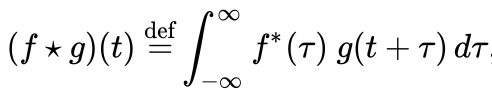 (f ⋆ g)(t) ≝ ∫_{-∞}^{∞} f*(τ) g(t + τ) dτ,